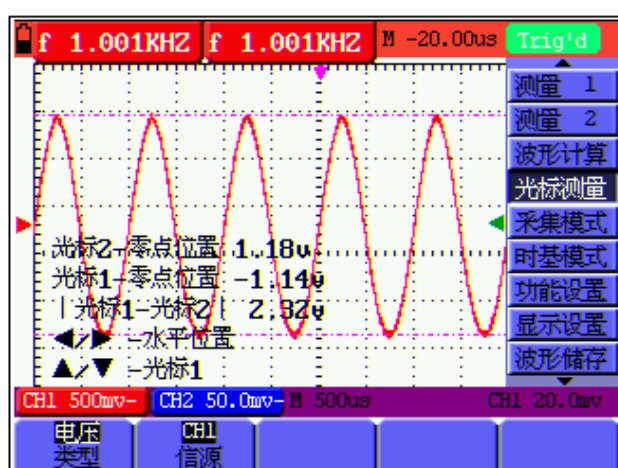 f 1.001KHZ f 1.001KHZ M -20.00us Trig'd
测量 1
测量 2
波形计算
光标测量
采集模式
时基模式
功能设置
显示设置
波形储存
光标2-零点位置 1.18v
光标1-零点位置 -1.14v
|光标1-光标2| 2.32v
◀/▶ -水平位置
▲/▼ -光标1
CH1 500mv- CH2 50.0mv- M 500us CH1 20.0mv
电压 CH1
类型 信源